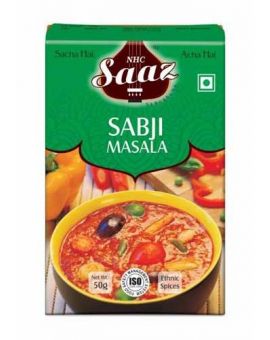 Sacha Hai
Acha Hai
NHC
Saaz
SABJI
MASALA
Net Wt.
50g
ISO
Ethnic
Spices